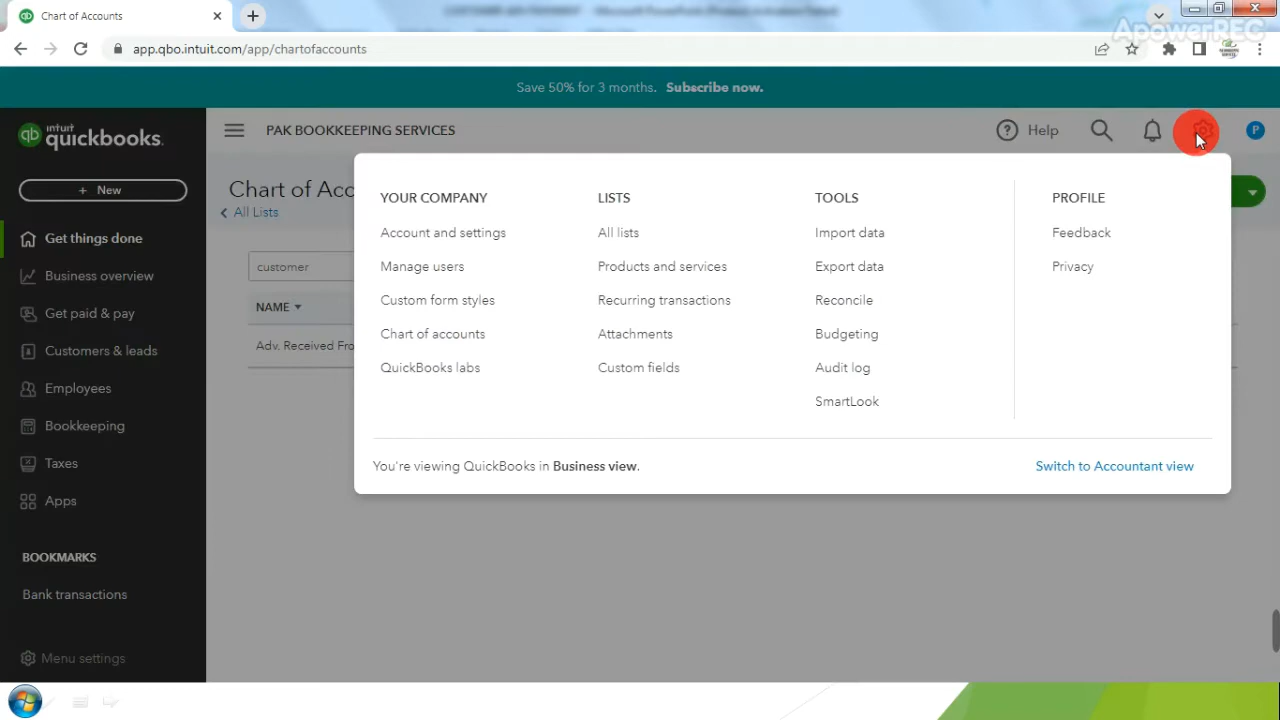 Chart of Accounts
ApowerREC
app.qbo.intuit.com/app/chartofaccounts
Save 50% for 3 months. Subscribe now.
qb intuit quickbooks.
PAK BOOKKEEPING SERVICES
Help
P
+ New
Get things done
Business overview
Get paid & pay
Customers & leads
Employees
Bookkeeping
Taxes
Apps
BOOKMARKS
Bank transactions
Menu settings
Chart of Acc
All Lists
customer
NAME
Adv. Received Fro
YOUR COMPANY
Account and settings
Manage users
Custom form styles
Chart of accounts
QuickBooks labs
LISTS
All lists
Products and services
Recurring transactions
Attachments
Custom fields
TOOLS
Import data
Export data
Reconcile
Budgeting
Audit log
SmartLook
PROFILE
Feedback
Privacy
You're viewing QuickBooks in Business view.
Switch to Accountant view